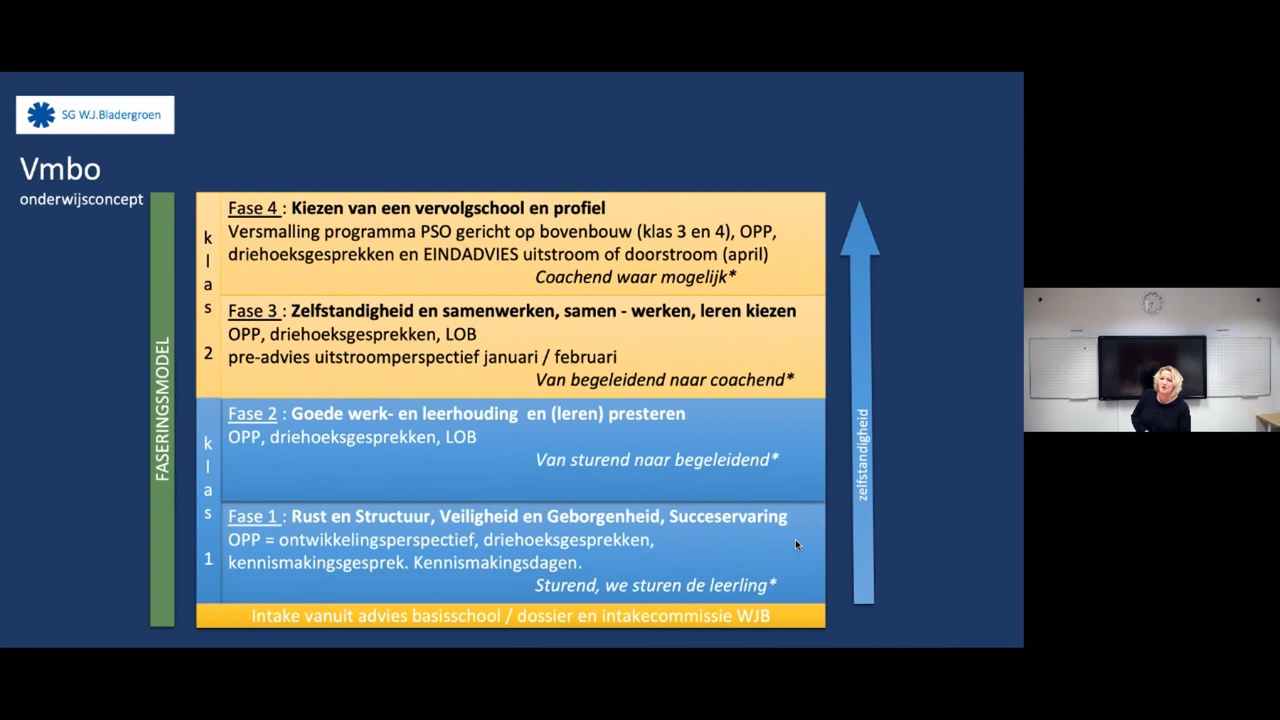 SG W.J.Bladergroen
Vmbo
onderwijsconcept
FASERINGSMODEL
klas 2
Fase 4 : Kiezen van een vervolgschool en profiel
Versmalling programma PSO gericht op bovenbouw (klas 3 en 4), OPP,
driehoeksgesprekken en EINDADVIES uitstroom of doorstroom (april)
Coachend waar mogelijk*
Fase 3 : Zelfstandigheid en samenwerken, samen - werken, leren kiezen
OPP, driehoeksgesprekken, LOB
pre-advies uitstroomperspectief januari / februari
Van begeleidend naar coachend*
klas 1
Fase 2 : Goede werk- en leerhouding en (leren) presteren
OPP, driehoeksgesprekken, LOB
Van sturend naar begeleidend*
Fase 1 : Rust en Structuur, Veiligheid en Geborgenheid, Succeservaring
OPP = ontwikkelingsperspectief, driehoeksgesprekken,
kennismakingsgesprek. Kennismakingsdagen.
Sturend, we sturen de leerling*
Intake vanuit advies basisschool / dossier en intakecommissie WJB
zelfstandigheid